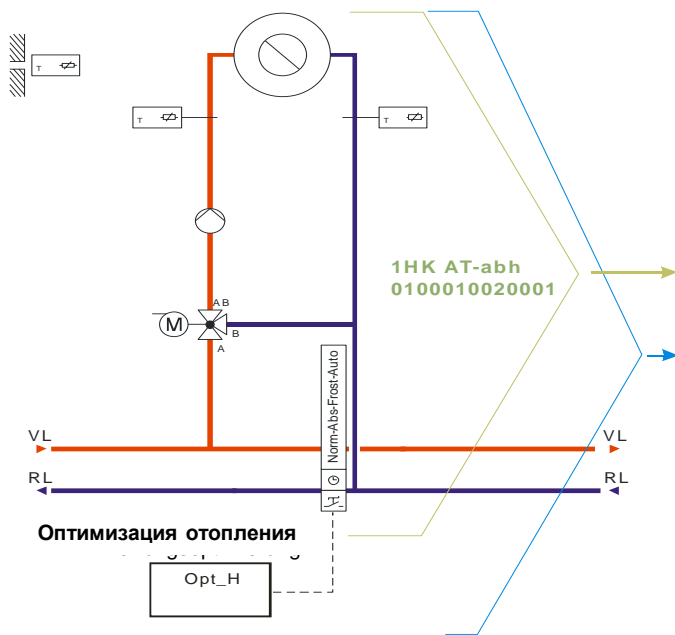 T
T
T
1HK AT-abh
0100010020001
AB
M
B
A
Norm-Abs-Frost-Auto
VL
VL
RL
RL
Оптимизация отопления
Opt_H